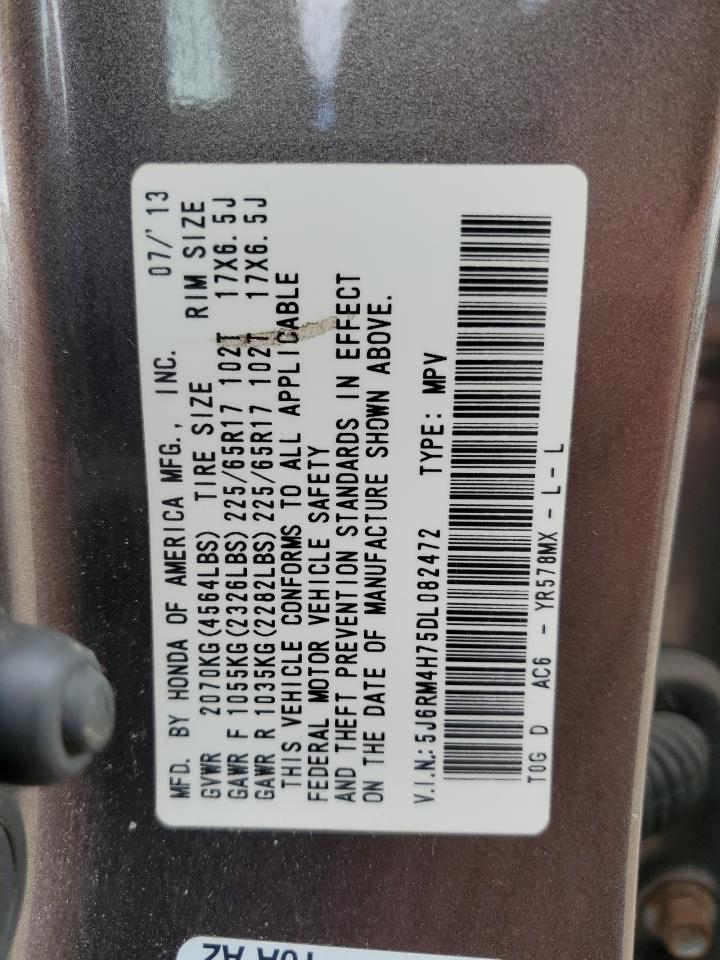 MFD. BY HONDA OF AMERICA MFG., INC. 07/'13
GVWR 2070KG(4564LBS) TIRE SIZE RIM SIZE
GAWR F 1055KG(2326LBS) 225/65R17 102T 17X6.5J
GAWR R 1035KG(2282LBS) 225/65R17 102T 17X6.5J
THIS VEHICLE CONFORMS TO ALL APPLICABLE
FEDERAL MOTOR VEHICLE SAFETY
AND THEFT PREVENTION STANDARDS IN EFFECT
ON THE DATE OF MANUFACTURE SHOWN ABOVE.
V.I.N.:5J6RM4H75DL082472 TYPE: MPV
T0G D AC6 - YR578MX - L - L